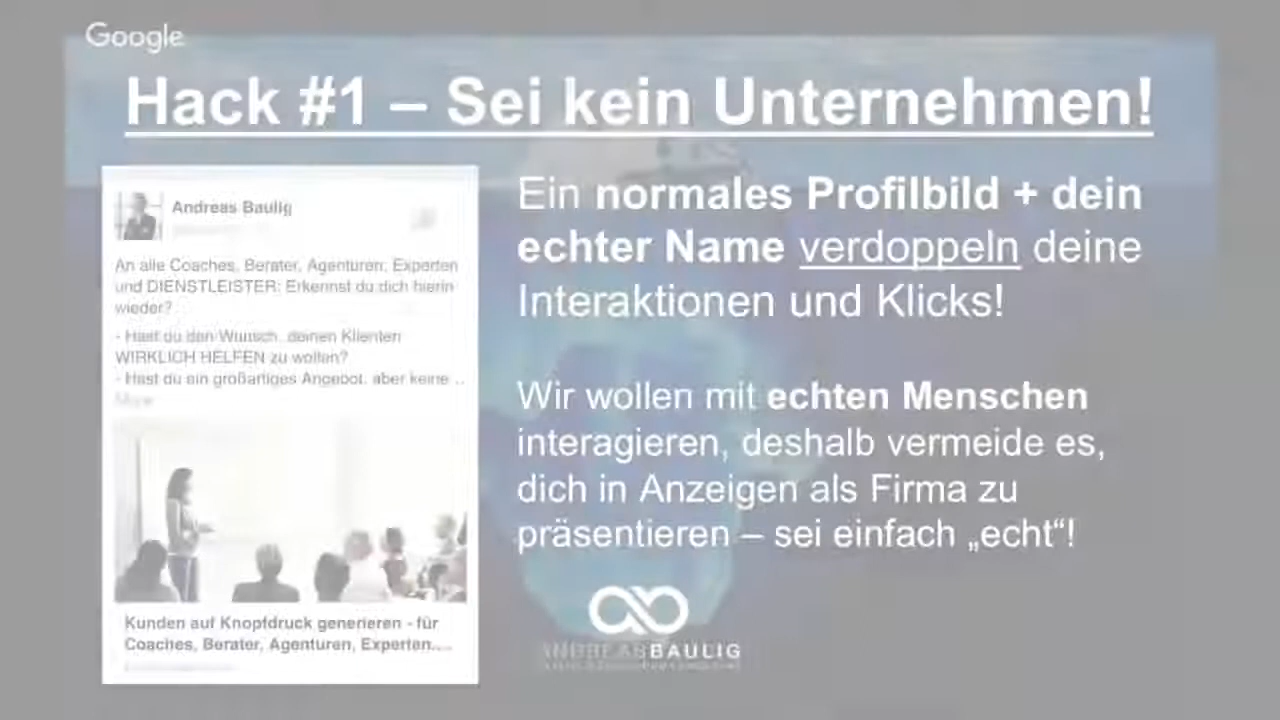 Google
Hack #1 – Sei kein Unternehmen!
Andreas Baulig
An alle Coaches, Berater, Agenturen, Experten
und DIENSTLEISTER: Erkennst du dich hierin
wieder?
- Hast du den Wunsch, deinen Klienten
WIRKLICH HELFEN zu wollen?
- Hast du ein großartiges Angebot, aber keine ...
More
Kunden auf Knopfdruck generieren - für
Coaches, Berater, Agenturen, Experten....
Ein normales Profilbild + dein
echter Name verdoppeln deine
Interaktionen und Klicks!
Wir wollen mit echten Menschen
interagieren, deshalb vermeide es,
dich in Anzeigen als Firma zu
präsentieren – sei einfach „echt“!
ANDREASBAULIG